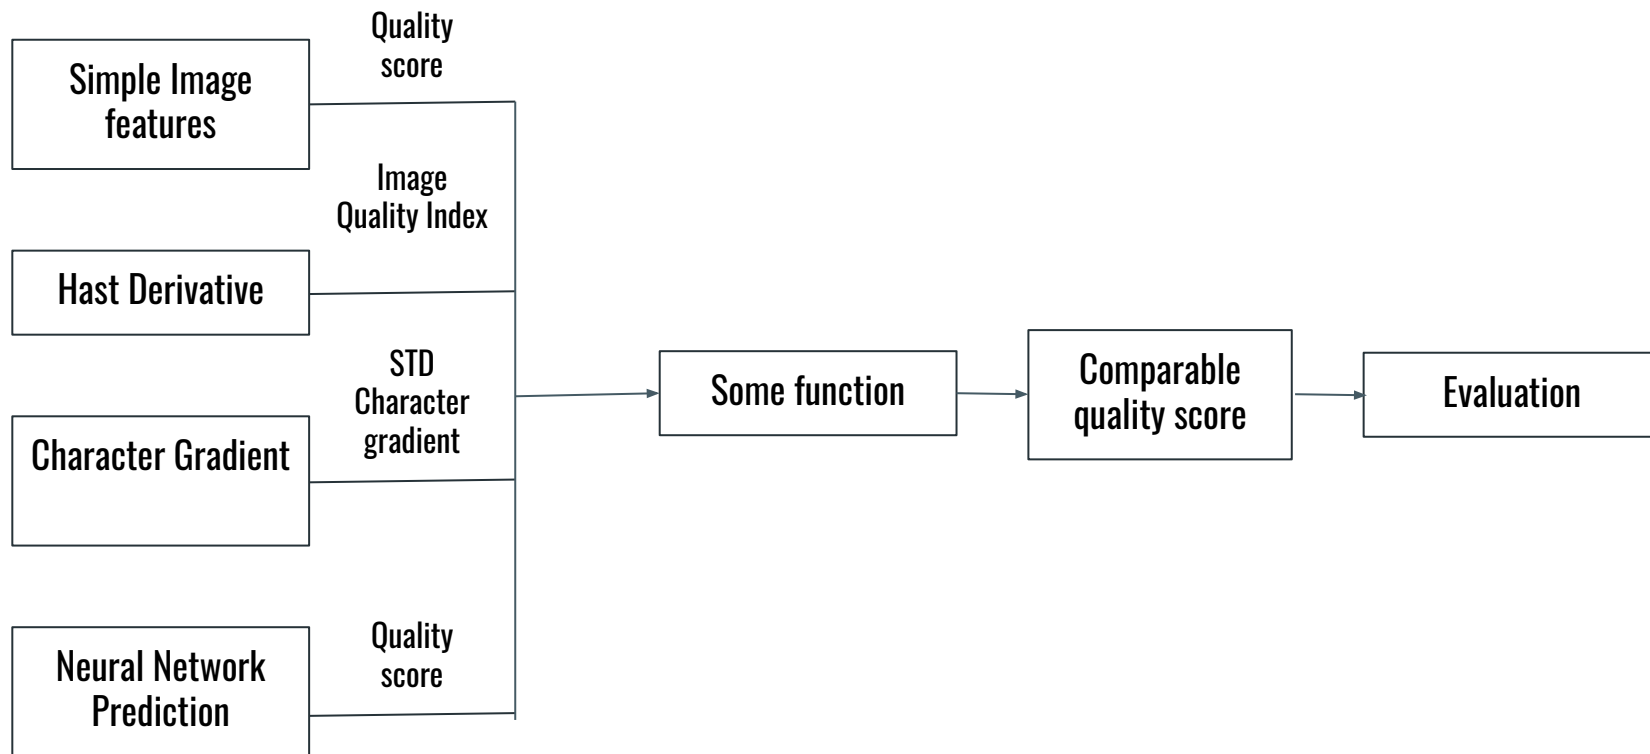 Quality
score
Simple Image
features
Image
Quality Index
Hast Derivative
STD
Character
gradient
Character Gradient
Some function
Comparable
quality score
Evaluation
Quality
score
Neural Network
Prediction